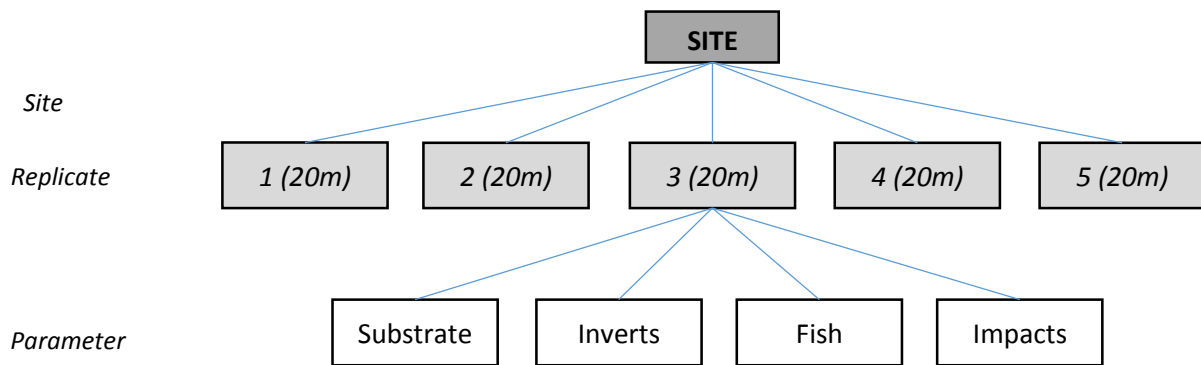 SITE
Site
Replicate
1 (20m)
2 (20m)
3 (20m)
4 (20m)
5 (20m)
Parameter
Substrate
Inverts
Fish
Impacts